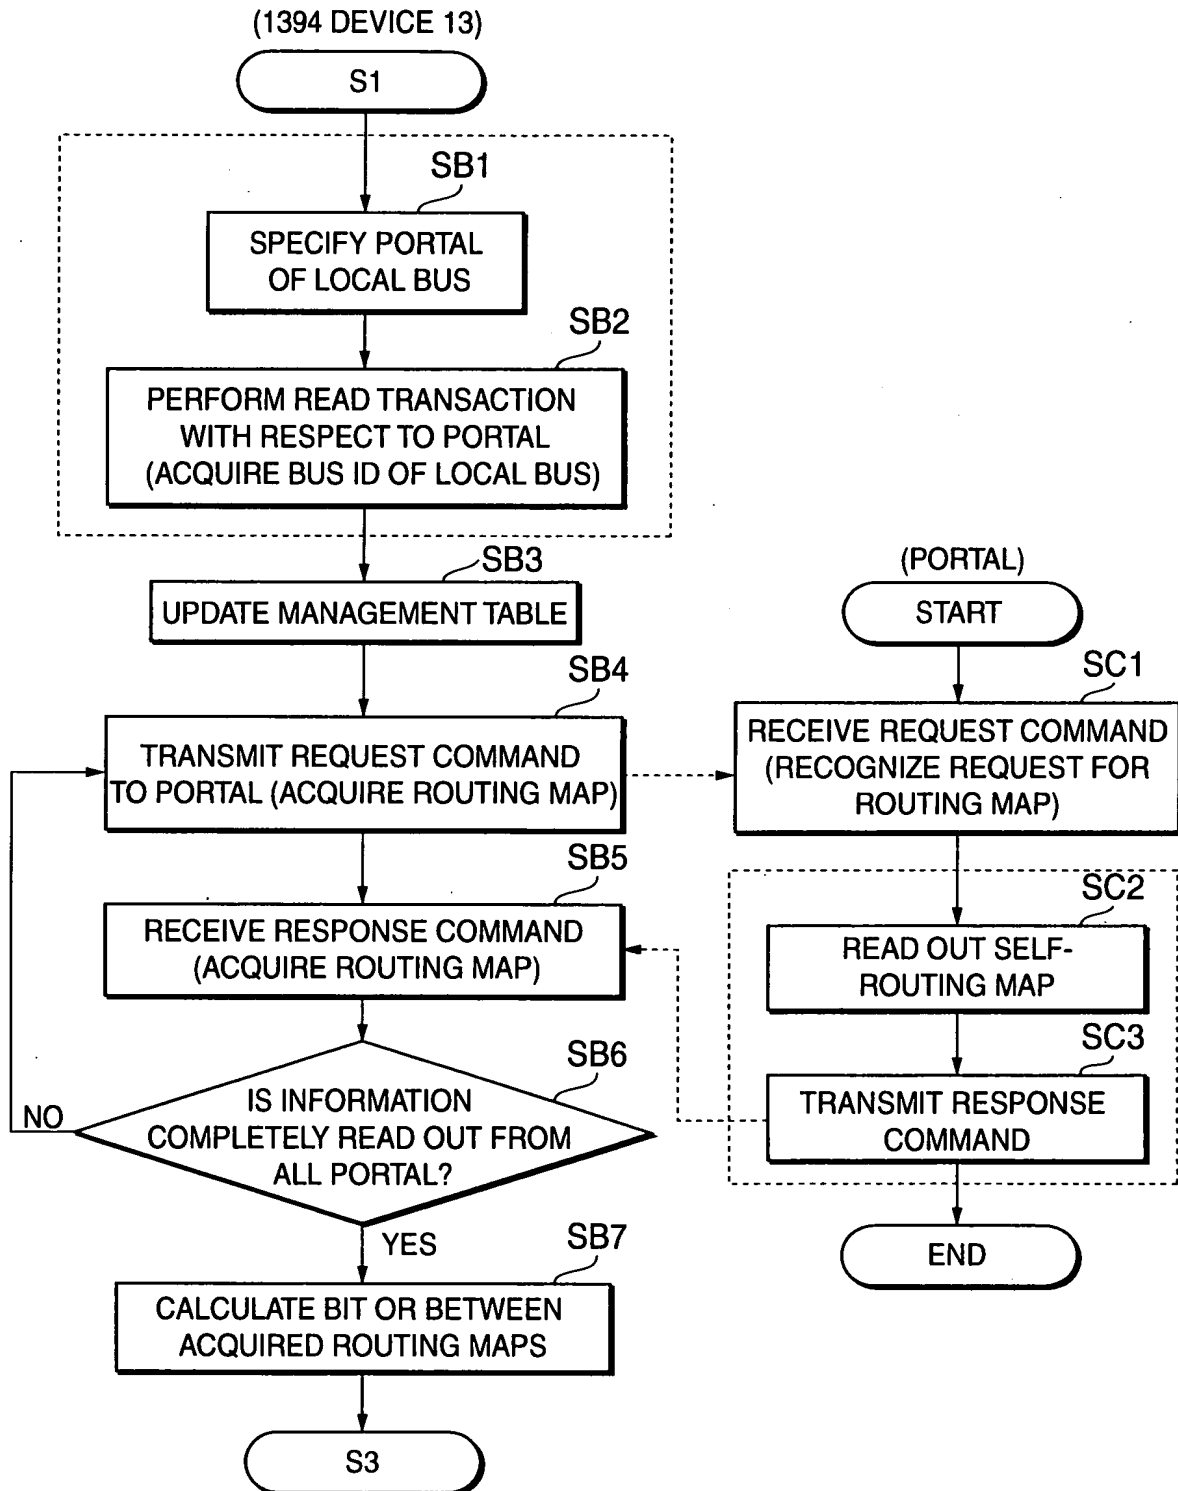 (1394 DEVICE 13)
S1
SB1
SPECIFY PORTAL
OF LOCAL BUS
SB2
PERFORM READ TRANSACTION
WITH RESPECT TO PORTAL
(ACQUIRE BUS ID OF LOCAL BUS)
SB3
UPDATE MANAGEMENT TABLE
SB4
TRANSMIT REQUEST COMMAND
TO PORTAL (ACQUIRE ROUTING MAP)
SB5
RECEIVE RESPONSE COMMAND
(ACQUIRE ROUTING MAP)
SB6
IS INFORMATION
COMPLETELY READ OUT FROM
ALL PORTAL?
NO
YES
SB7
CALCULATE BIT OR BETWEEN
ACQUIRED ROUTING MAPS
S3
(PORTAL)
START
SC1
RECEIVE REQUEST COMMAND
(RECOGNIZE REQUEST FOR
ROUTING MAP)
SC2
READ OUT SELF-
ROUTING MAP
SC3
TRANSMIT RESPONSE
COMMAND
END